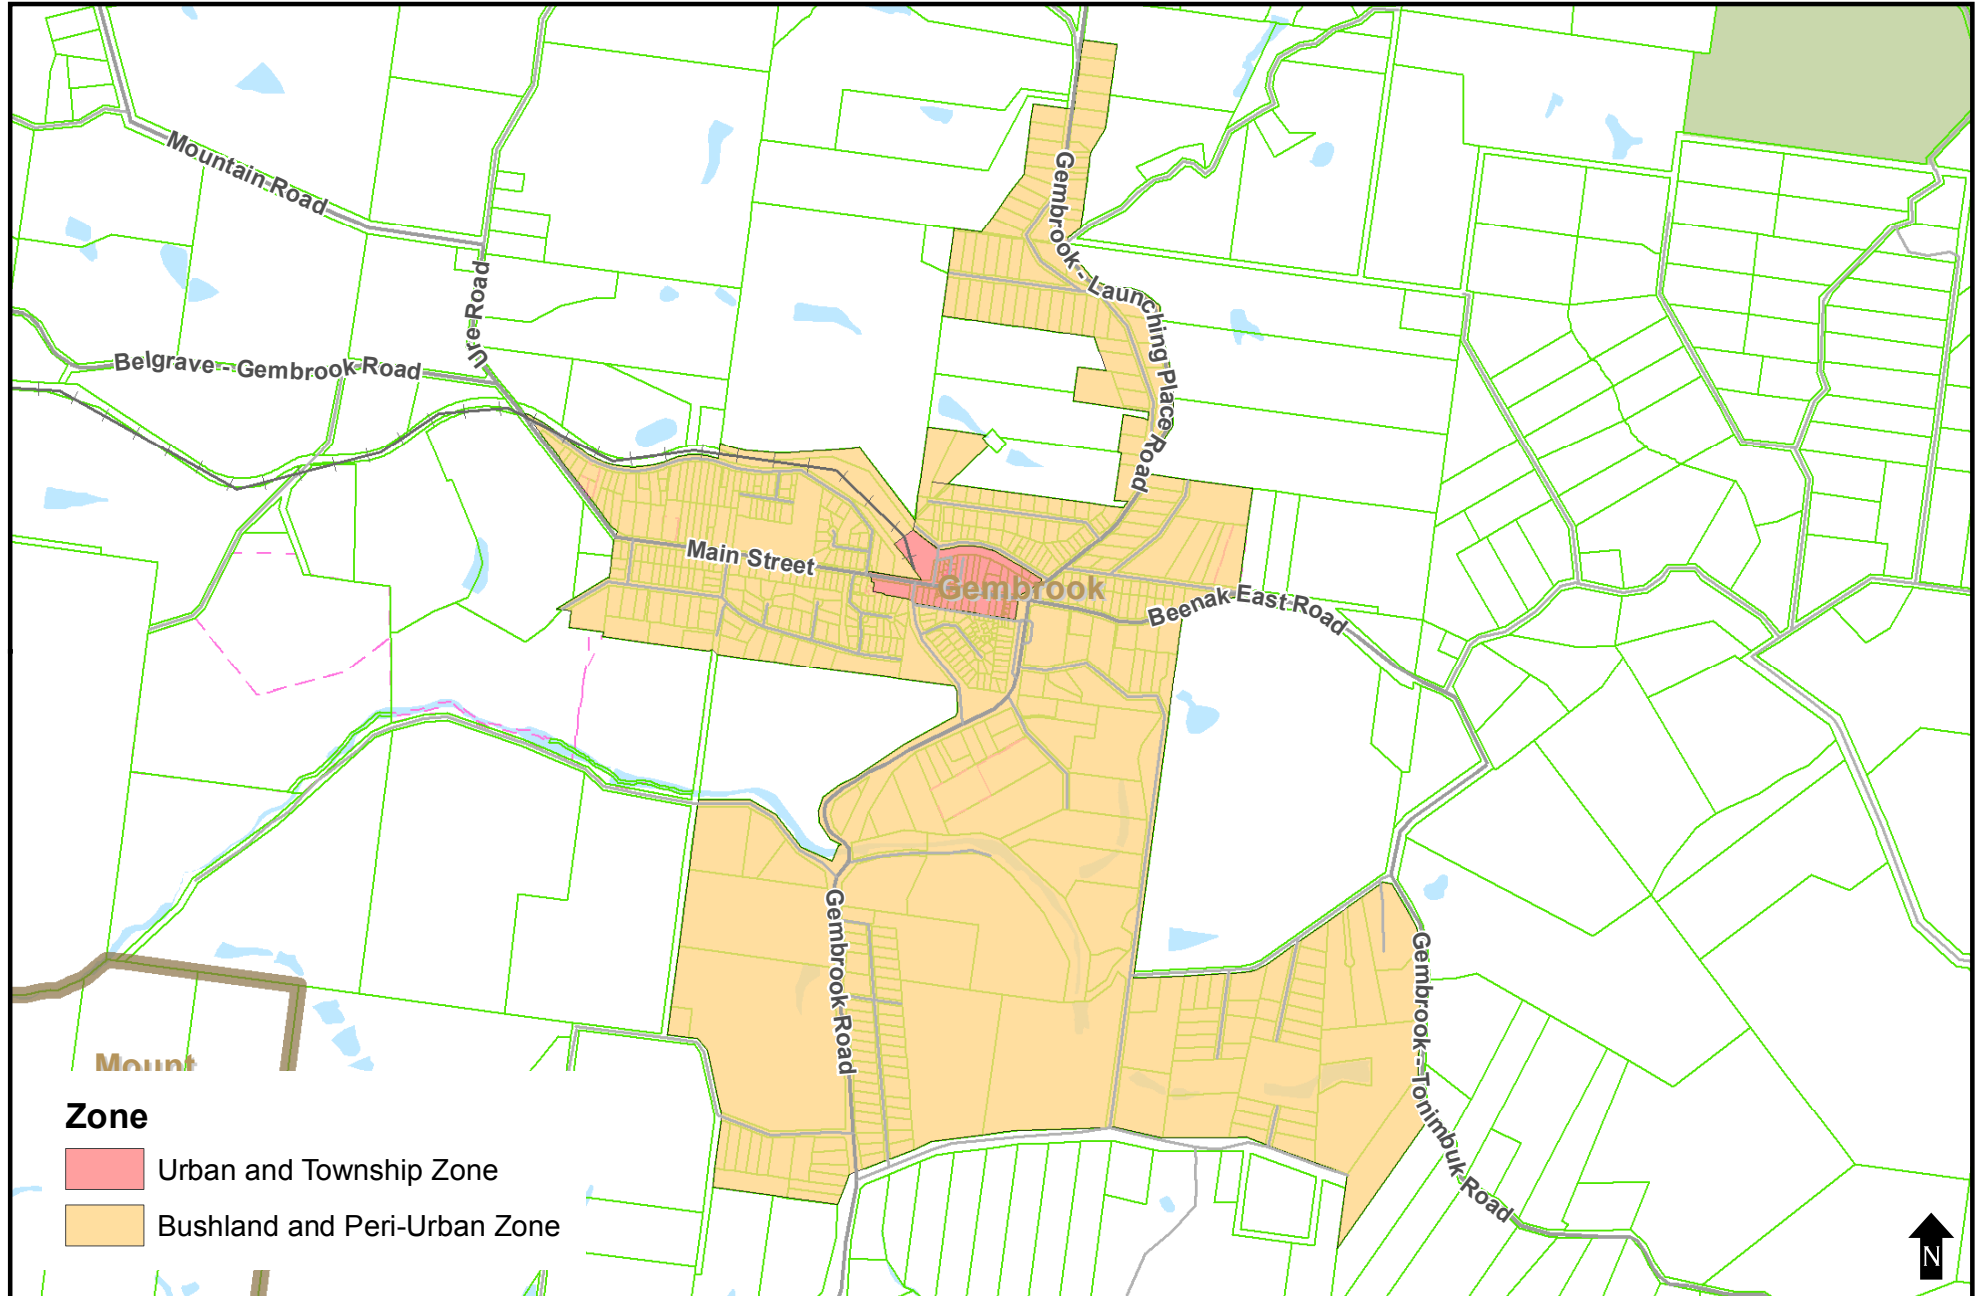 Mountain Road
Gembrook - Launching Place Road
Ure Road
Belgrave - Gembrook Road
Main Street
Gembrook
Beenak East Road
Gembrook Road
Gembrook - Tonimbuk Road
Mount
Zone
Urban and Township Zone
Bushland and Peri-Urban Zone
N